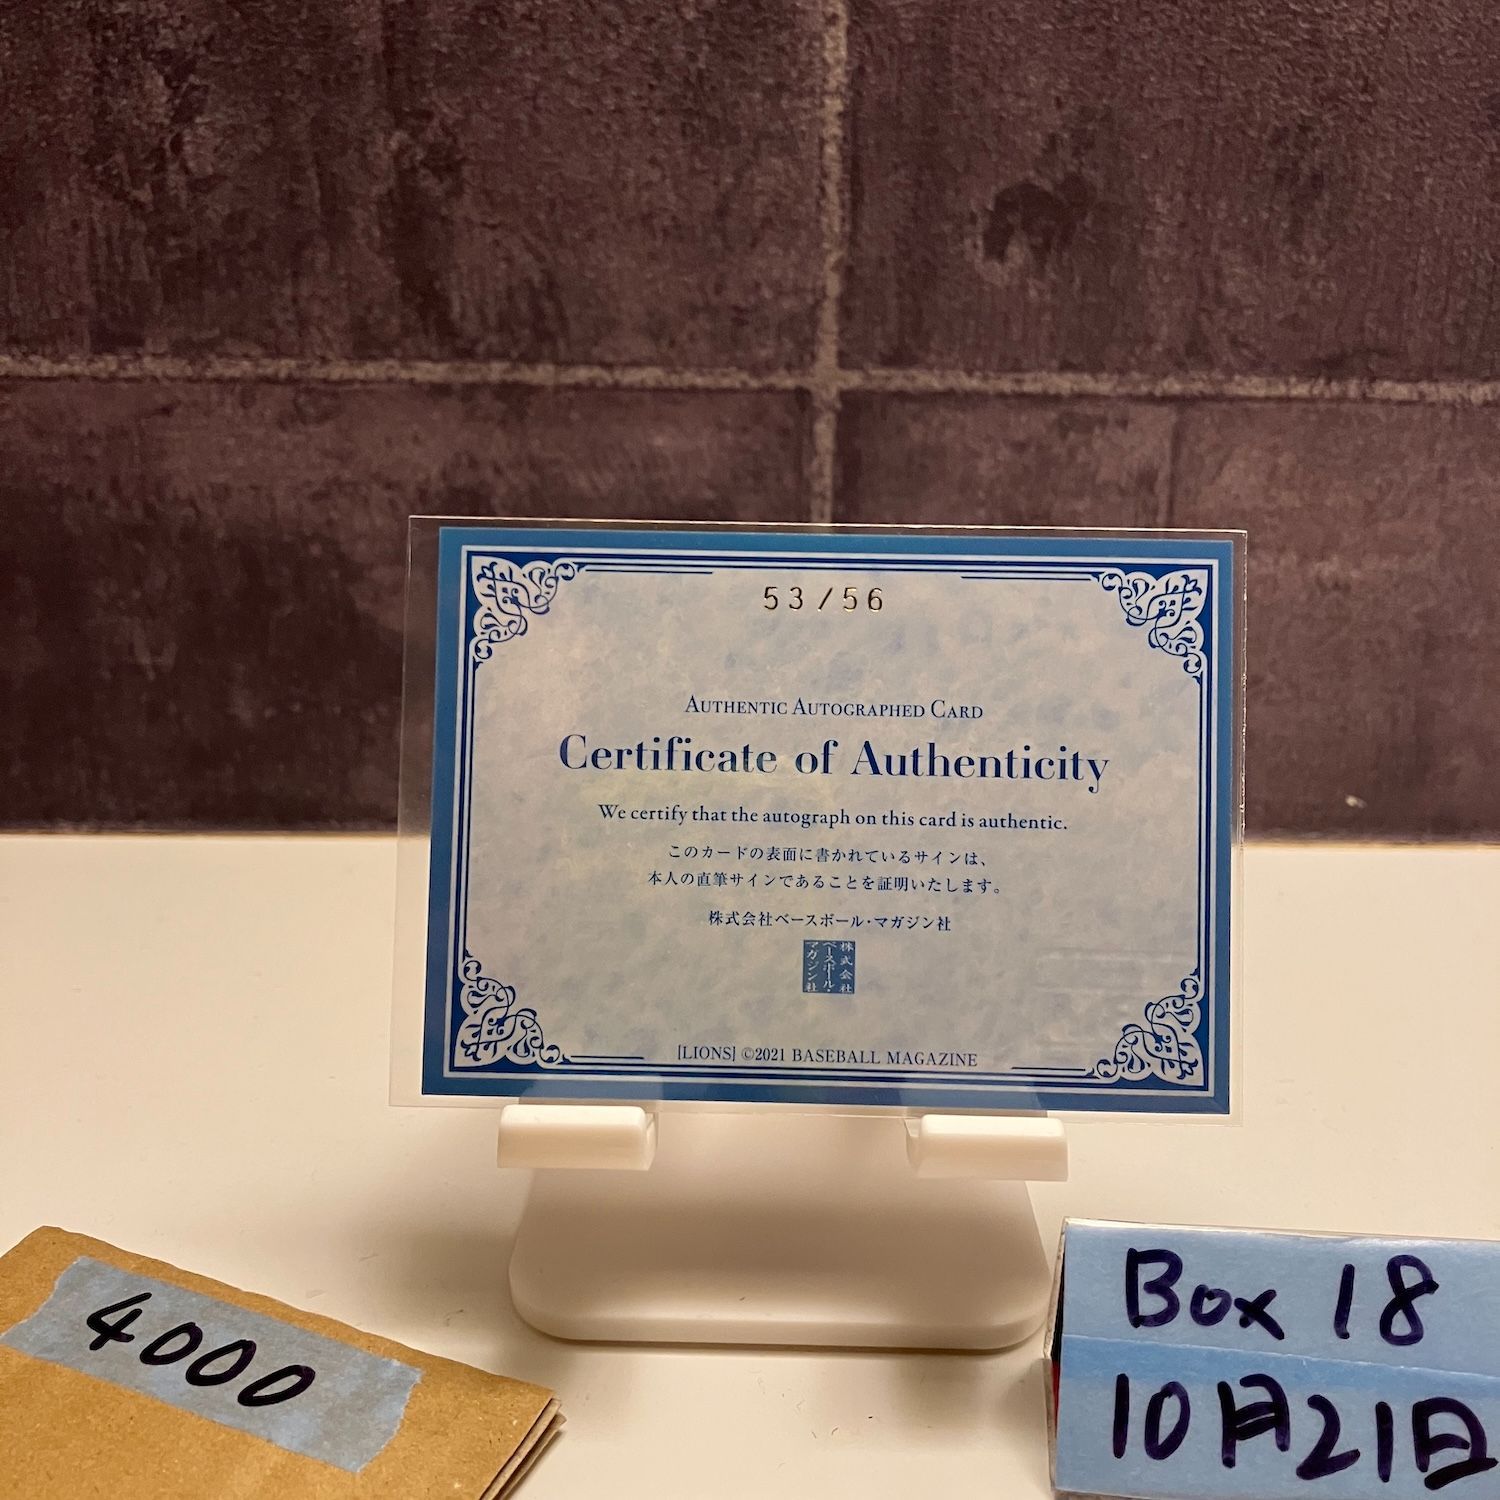 53/56
AUTHENTIC AUTOGRAPHED CARD
Certificate of Authenticity
We certify that the autograph on this card is authentic.
このカードの表面に書かれているサインは、
本人の直筆サインであることを証明いたします。
株式会社ベースボール・マガジン社
株式会社
ベースボール・
マガジン社
[LIONS] ©2021 BASEBALL MAGAZINE
4000
Box 18
10月21日